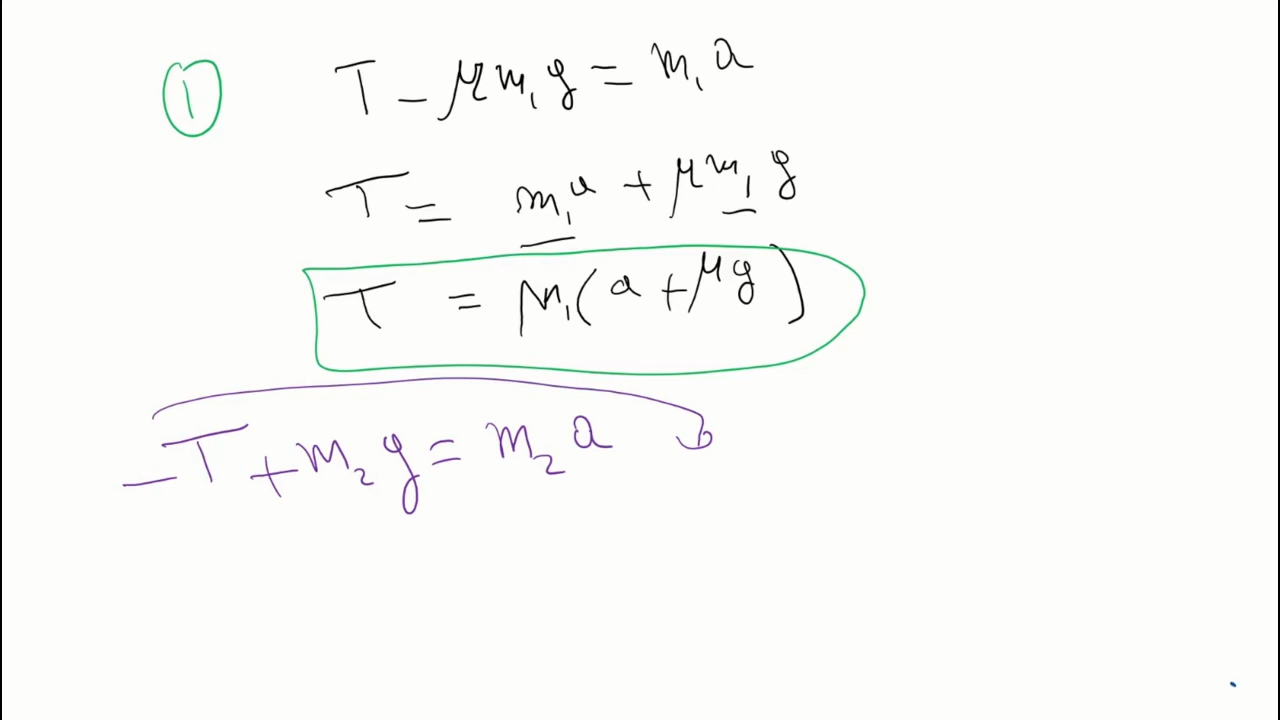 ① T - μm₁g = m₁a
T = m₁a + μm₁g
T = m₁(a + μg)
-T + m₂g = m₂a